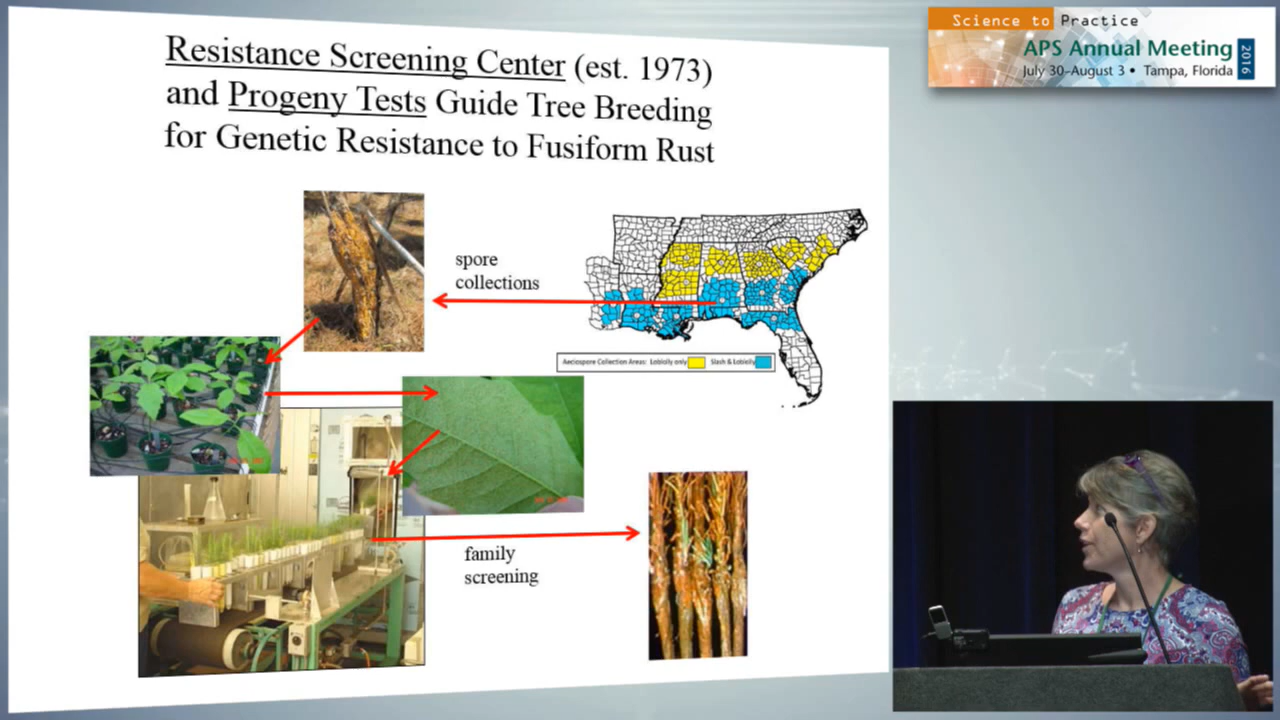 Science to Practice
APS Annual Meeting
2016
July 30-August 3 • Tampa, Florida
Resistance Screening Center (est. 1973)
and Progeny Tests Guide Tree Breeding
for Genetic Resistance to Fusiform Rust
spore
collections
Aeciospore Collection Areas: Loblolly only
Slash & Loblolly
family
screening